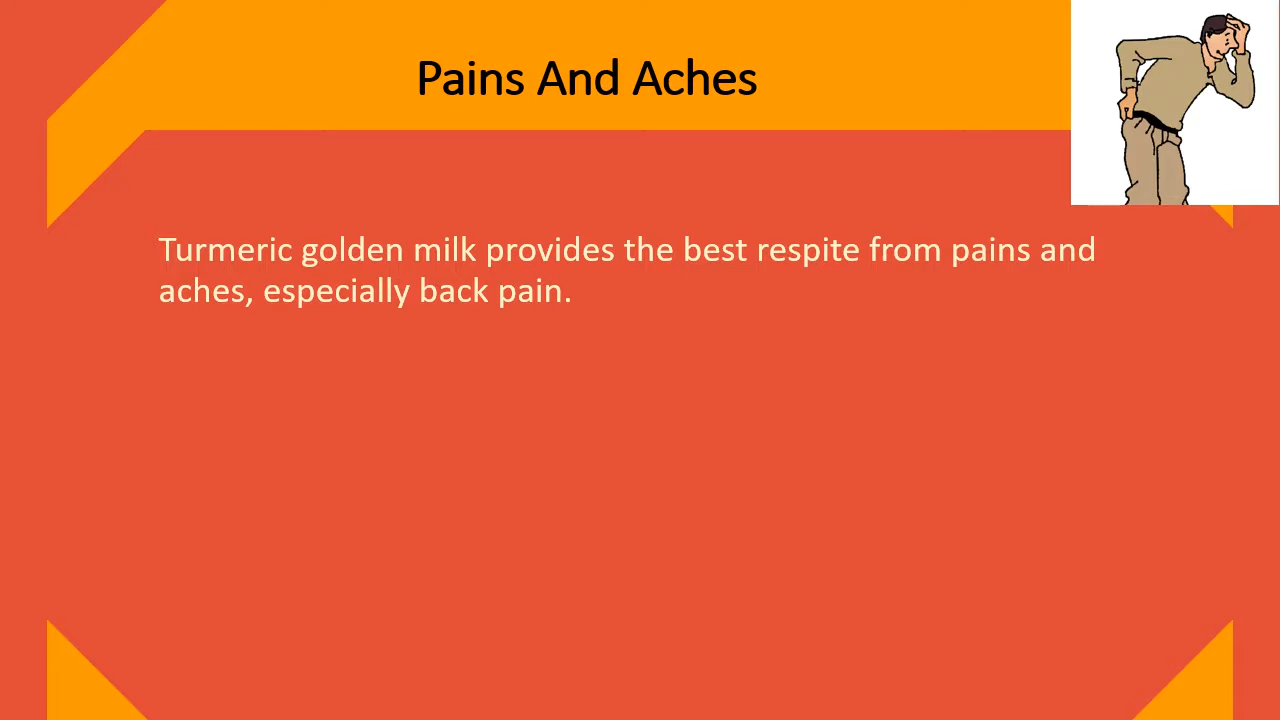 Pains And Aches
Turmeric golden milk provides the best respite from pains and
aches, especially back pain.